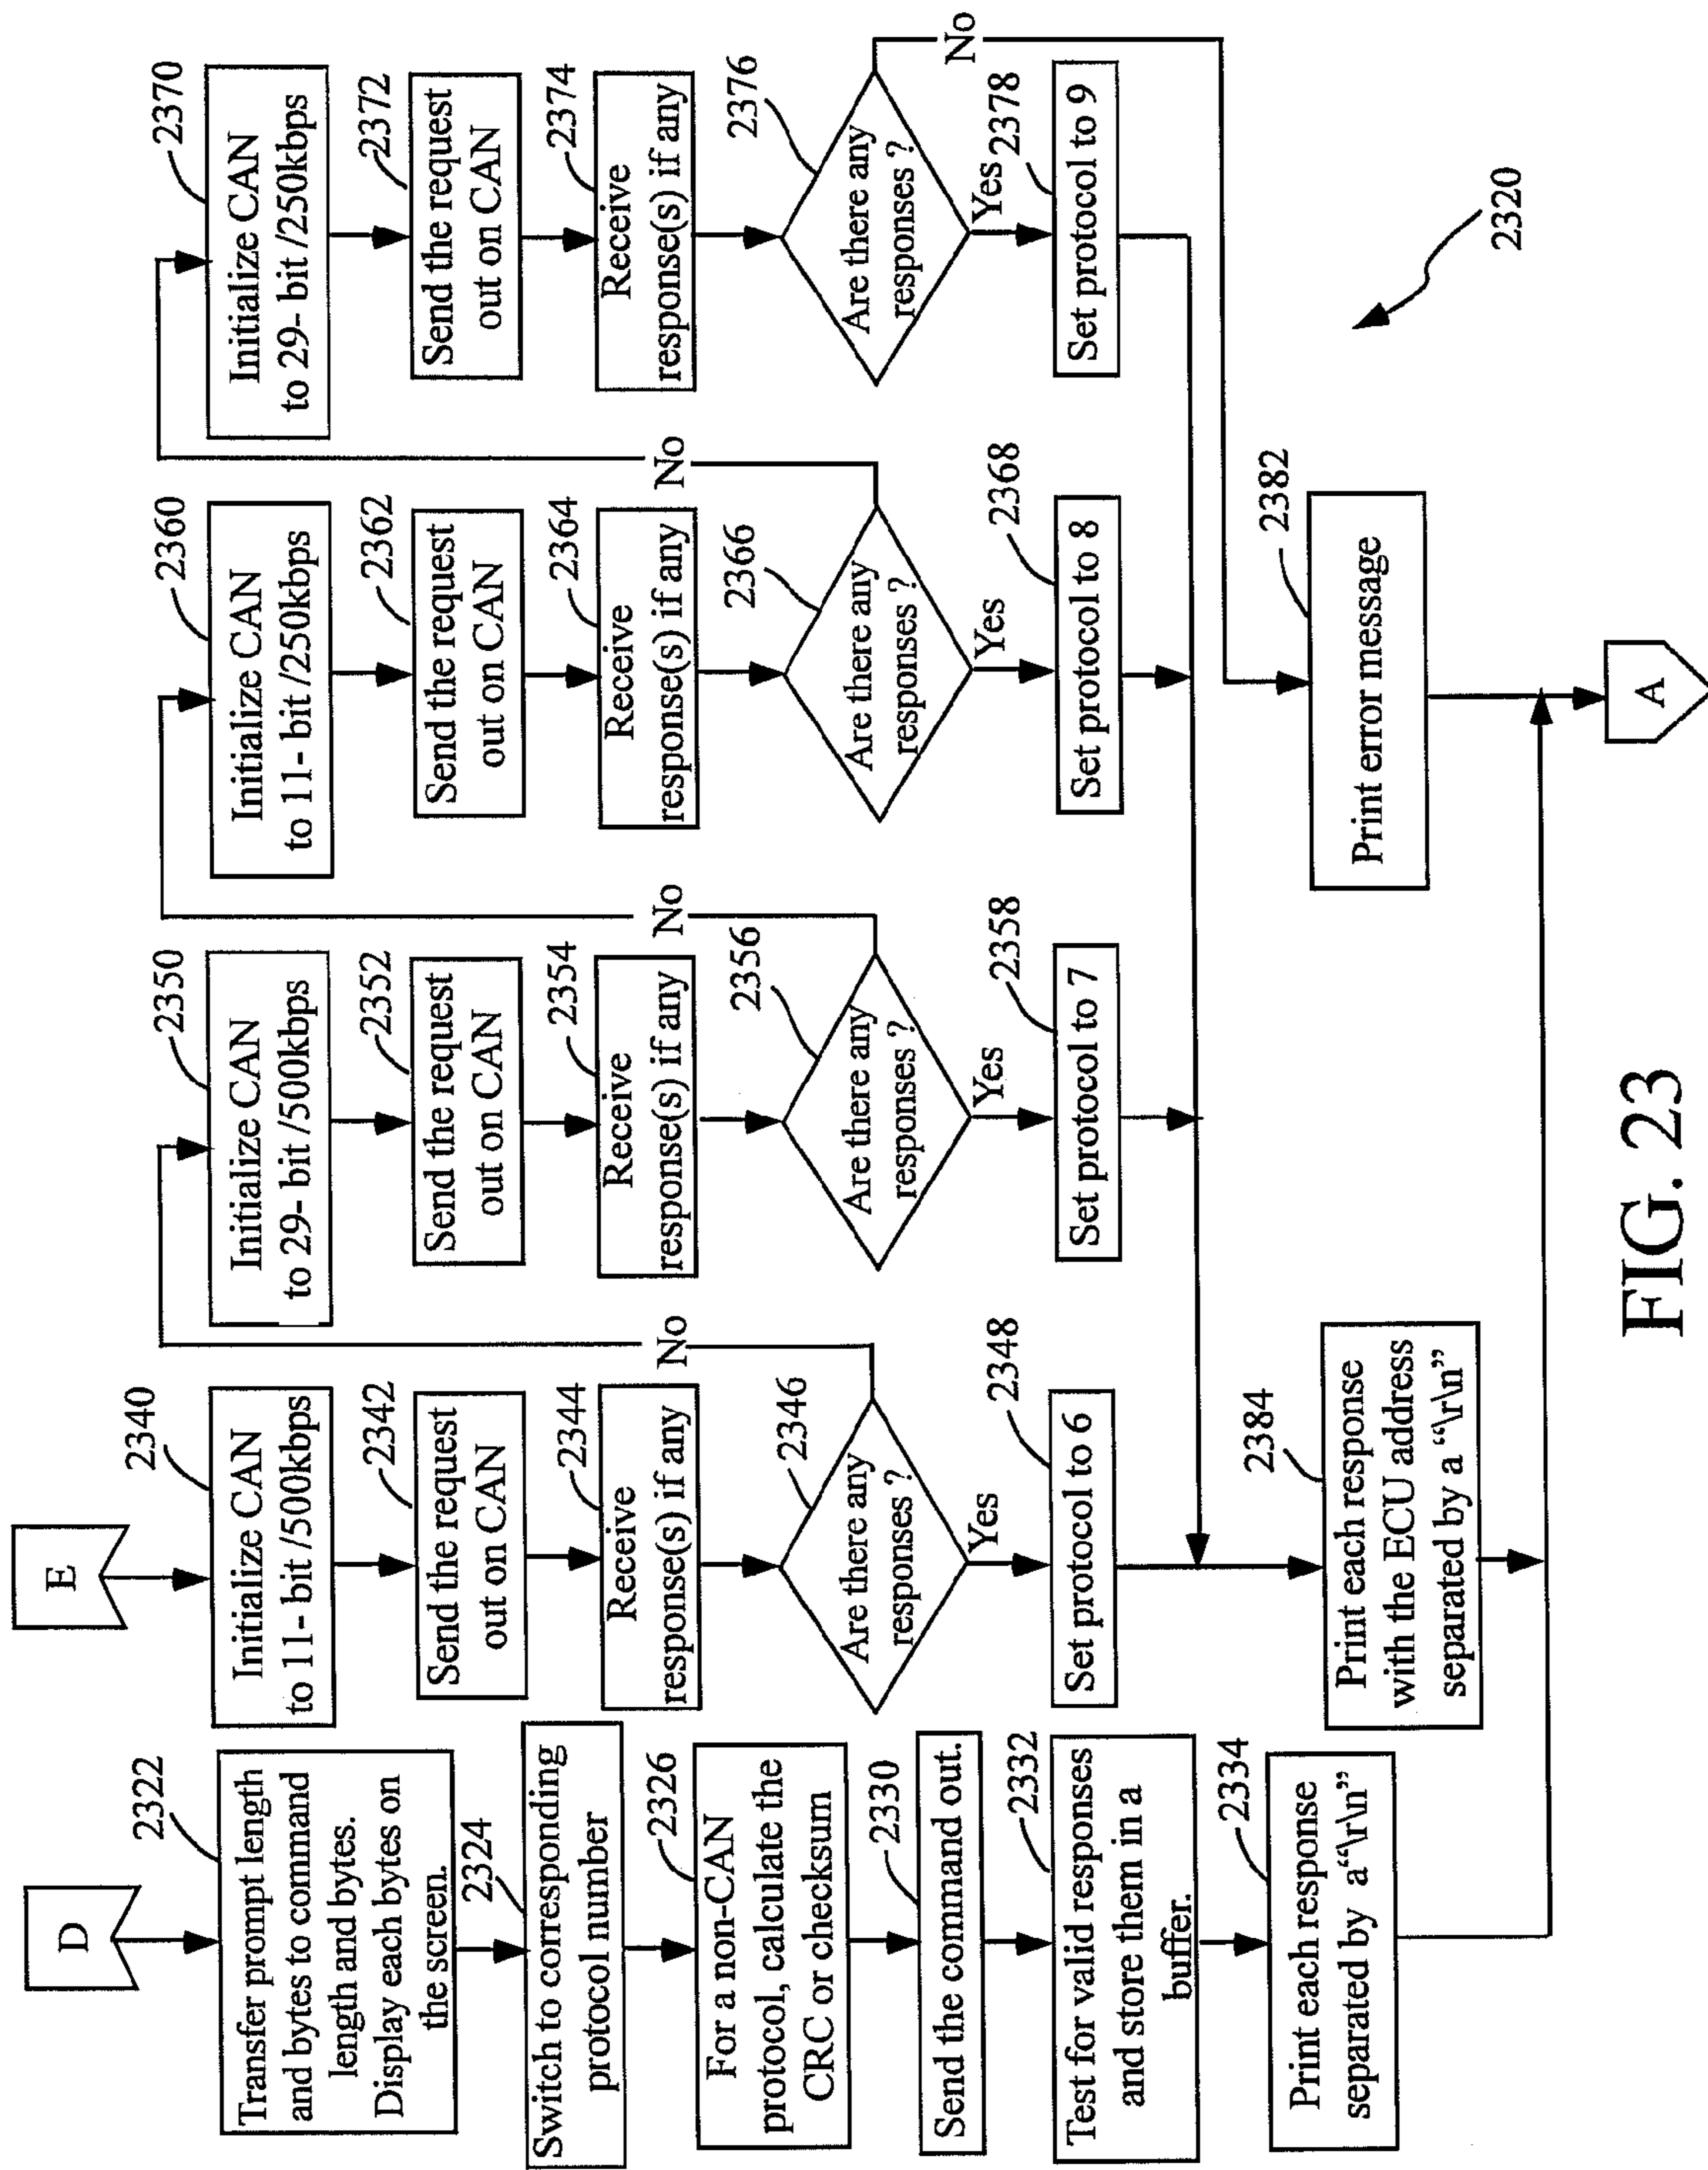 D
2322
Transfer prompt length
and bytes to command
length and bytes.
Display each bytes on
the screen.
2324
Switch to corresponding
protocol number
2326
For a non-CAN
protocol, calculate the
CRC or checksum
2330
Send the command out.
2332
Test for valid responses
and store them in a
buffer.
2334
Print each response
separated by a“\r\n”
E
2340
Initialize CAN
to 11- bit /500kbps
2342
Send the request
out on CAN
2344
Receive
response(s) if any
2346
Are there any
responses ?
No
Yes
2348
Set protocol to 6
2384
Print each response
with the ECU address
separated by a “\r\n”
2350
Initialize CAN
to 29- bit /500kbps
2352
Send the request
out on CAN
2354
Receive
response(s) if any
2356
Are there any
responses ?
No
Yes
2358
Set protocol to 7
2360
Initialize CAN
to 11- bit /250kbps
2362
Send the request
out on CAN
2364
Receive
response(s) if any
2366
Are there any
responses ?
No
Yes
2368
Set protocol to 8
2370
Initialize CAN
to 29- bit /250kbps
2372
Send the request
out on CAN
2374
Receive
response(s) if any
2376
Are there any
responses ?
No
Yes
2378
Set protocol to 9
2382
Print error message
A
2320
FIG. 23